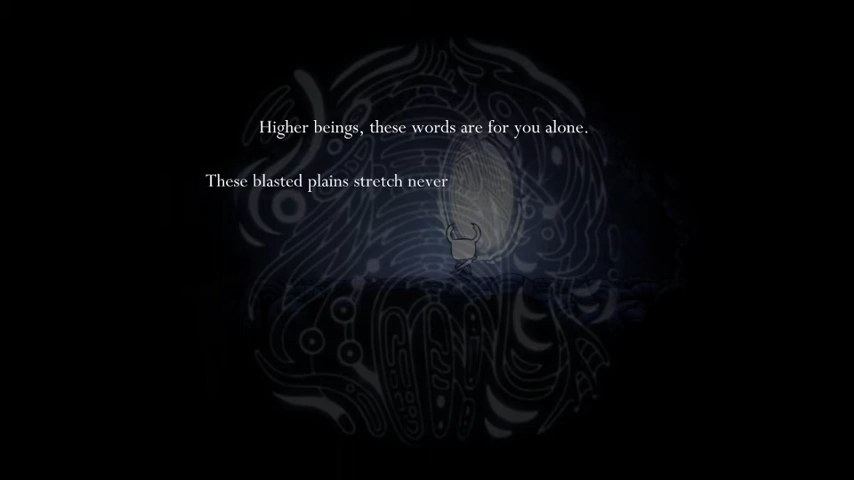 Higher beings, these words are for you alone.
These blasted plains stretch never